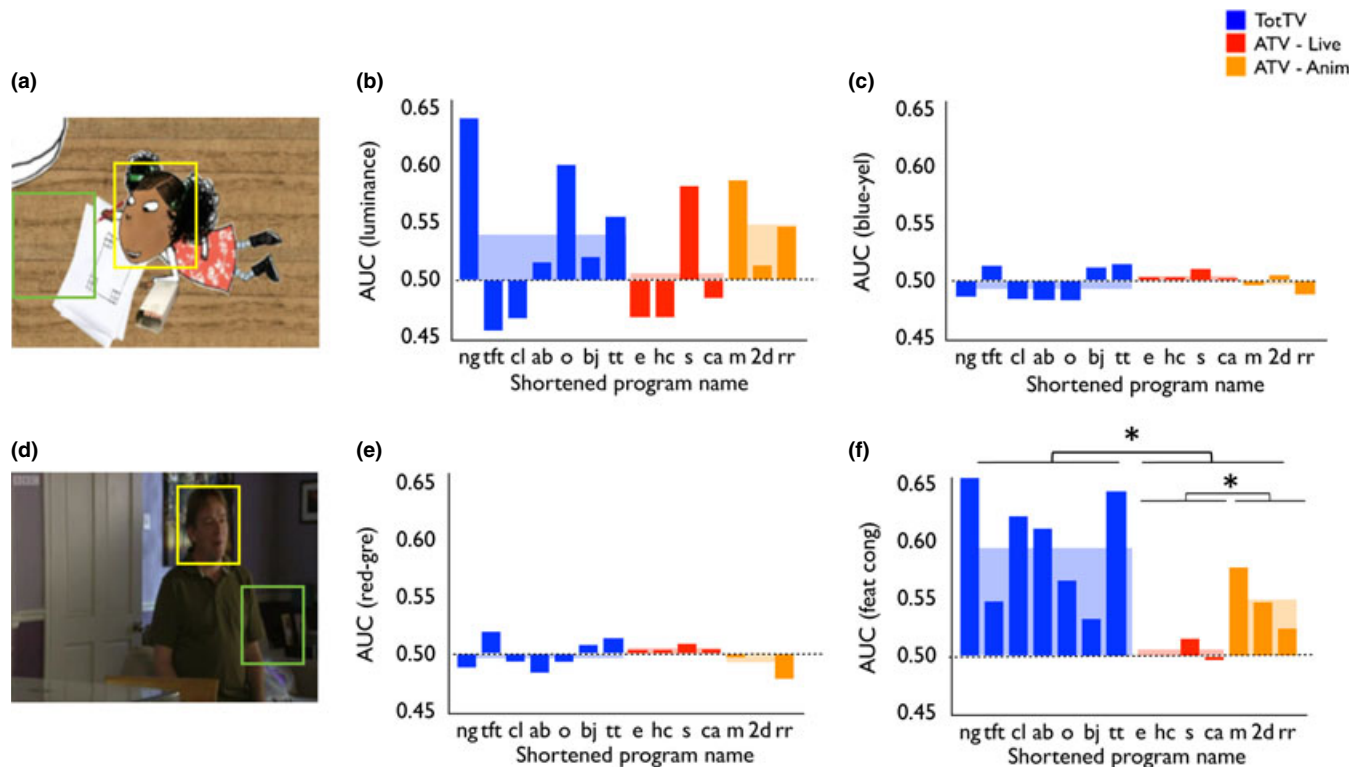 TotTV
ATV - Live
ATV - Anim
(a)
(b)
AUC (luminance)
0.65
0.60
0.55
0.50
0.45
ng tft cl ab o bj tt e hc s ca m 2d rr
Shortened program name
(c)
AUC (blue-yel)
0.65
0.60
0.55
0.50
0.45
ng tft cl ab o bj tt e hc s ca m 2d rr
Shortened program name
(d)
BBC
(e)
AUC (red-gre)
0.65
0.60
0.55
0.50
0.45
ng tft cl ab o bj tt e hc s ca m 2d rr
Shortened program name
(f)
*
*
AUC (feat cong)
0.65
0.60
0.55
0.50
0.45
ng tft cl ab o bj tt e hc s ca m 2d rr
Shortened program name